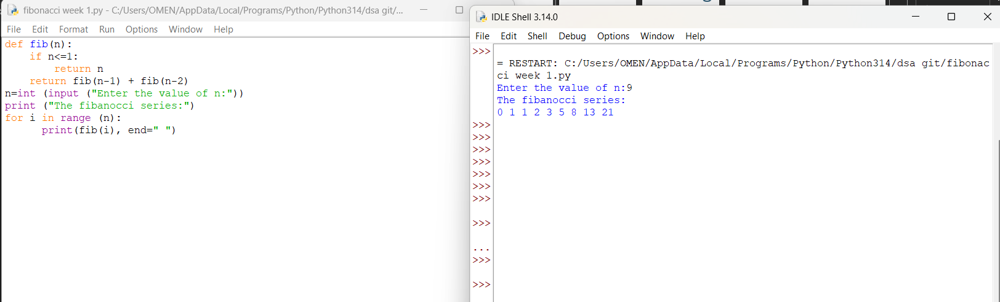 fibonacci week 1.py - C:/Users/OMEN/AppData/Local/Programs/Python/Python314/dsa git/...
File Edit Format Run Options Window Help
def fib(n):
    if n<=1:
        return n
    return fib(n-1) + fib(n-2)
n=int (input ("Enter the value of n:"))
print ("The fibanocci series:")
for i in range (n):
      print(fib(i), end=" ")
IDLE Shell 3.14.0
File Edit Shell Debug Options Window Help
>>>
= RESTART: C:/Users/OMEN/AppData/Local/Programs/Python/Python314/dsa git/fibonac
ci week 1.py
Enter the value of n:9
The fibanocci series:
0 1 1 2 3 5 8 13 21
>>>
>>>
>>>
>>>
>>>
>>>
>>>
>>>
...
>>>
>>>